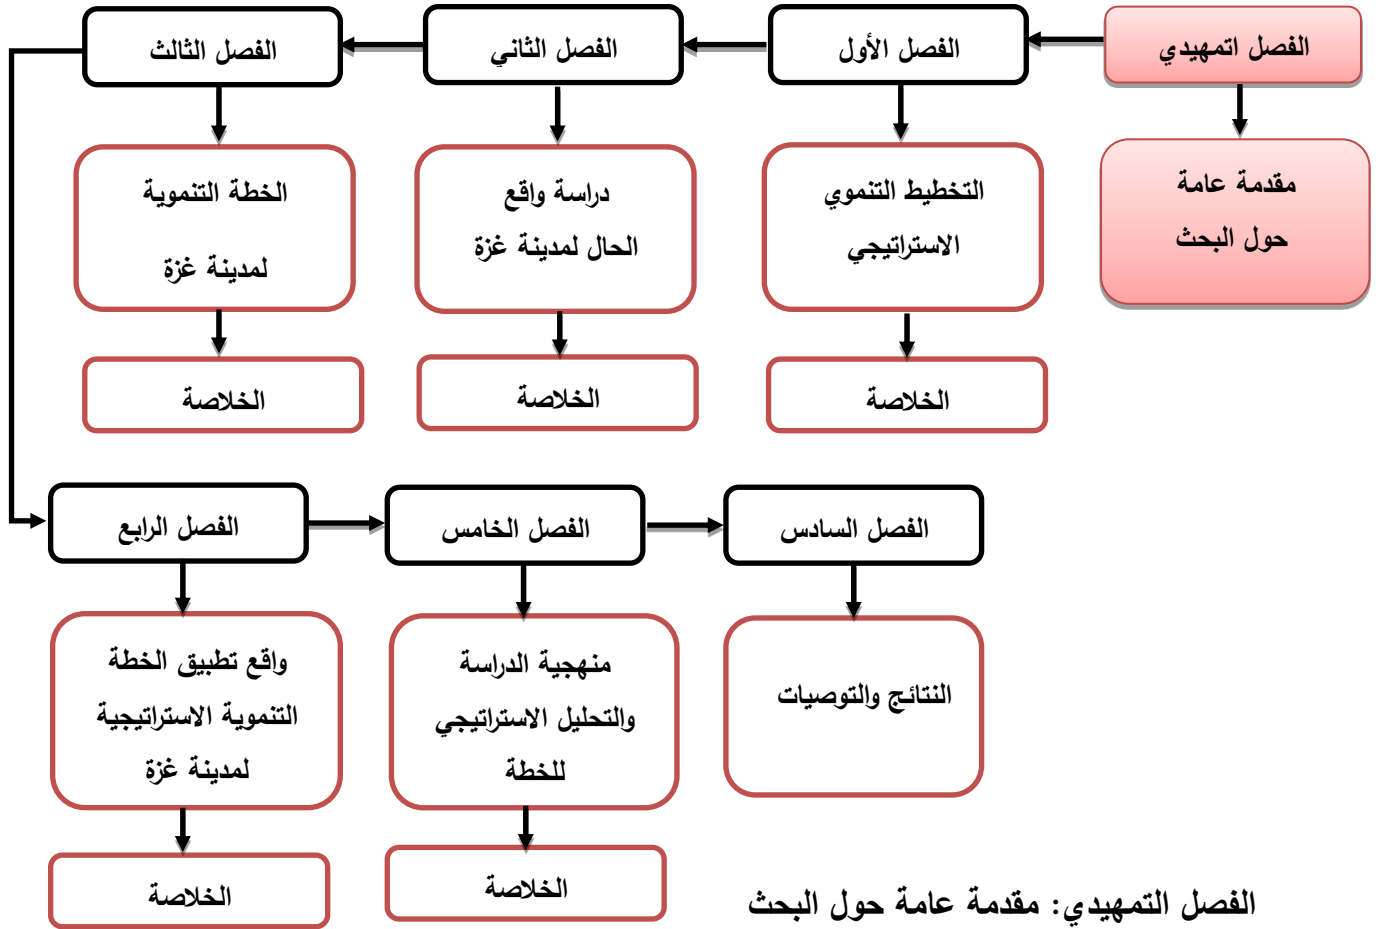 الفصل اتمهيدي
الفصل الأول
الفصل الثاني
الفصل الثالث
مقدمة عامة
حول البحث
التخطيط التنموي
الاستراتيجي
دراسة واقع
الحال لمدينة غزة
الخطة التنموية
لمدينة غزة
الخلاصة
الخلاصة
الخلاصة
الفصل الرابع
الفصل الخامس
الفصل السادس
واقع تطبيق الخطة
التنموية الاستراتيجية
لمدينة غزة
منهجية الدراسة
والتحليل الاستراتيجي
للخطة
النتائج والتوصيات
الخلاصة
الخلاصة
الفصل التمهيدي: مقدمة عامة حول البحث